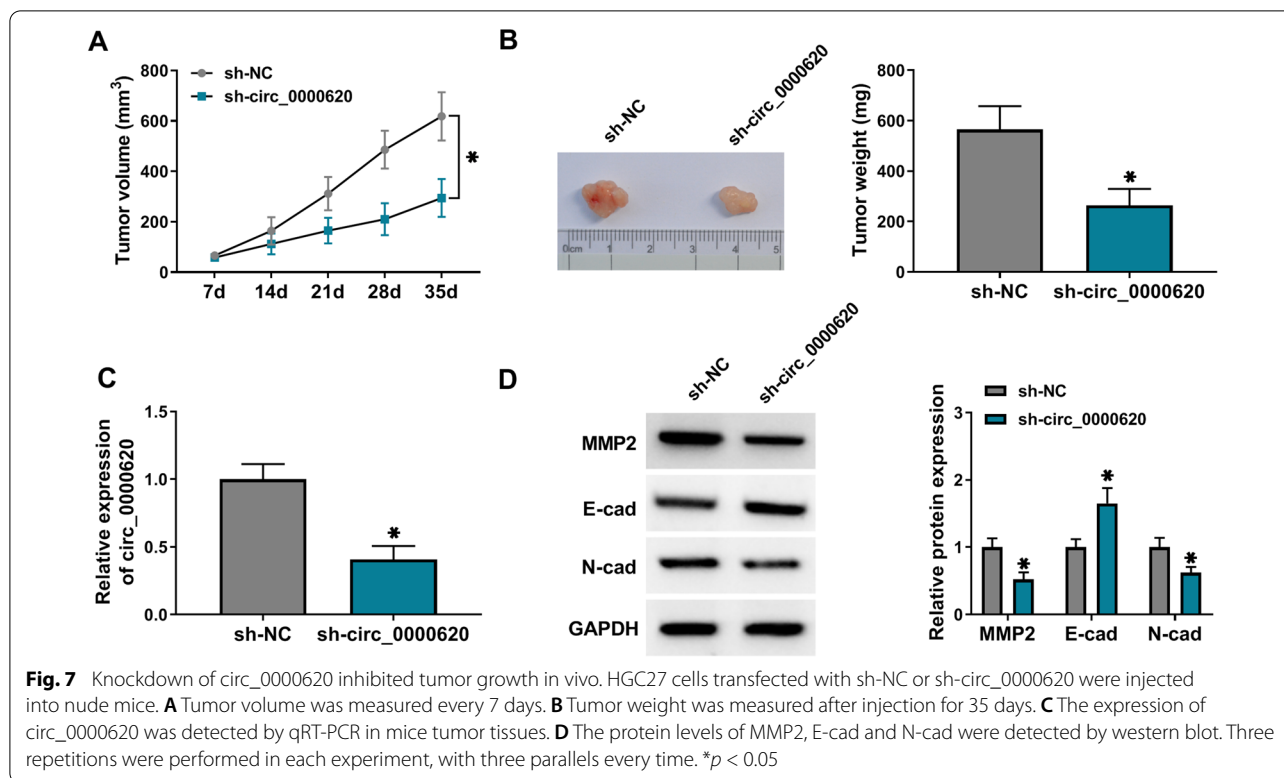 A
sh-NC
sh-circ_0000620
Tumor volume (mm³)
800
600
400
200
0
7d 14d 21d 28d 35d
*
B
sh-NC
sh-circ_0000620
0cm 1 2 3 4 5
Tumor weight (mg)
800
600
400
200
0
*
sh-NC sh-circ_0000620
C
Relative expression
of circ_0000620
1.5
1.0
0.5
0.0
*
sh-NC sh-circ_0000620
D
sh-NC
sh-circ_0000620
MMP2
E-cad
N-cad
GAPDH
sh-NC
sh-circ_0000620
Relative protein expression
3
2
1
0
* * *
MMP2 E-cad N-cad
Fig. 7 Knockdown of circ_0000620 inhibited tumor growth in vivo. HGC27 cells transfected with sh-NC or sh-circ_0000620 were injected
into nude mice. A Tumor volume was measured every 7 days. B Tumor weight was measured after injection for 35 days. C The expression of
circ_0000620 was detected by qRT-PCR in mice tumor tissues. D The protein levels of MMP2, E-cad and N-cad were detected by western blot. Three
repetitions were performed in each experiment, with three parallels every time. *p < 0.05